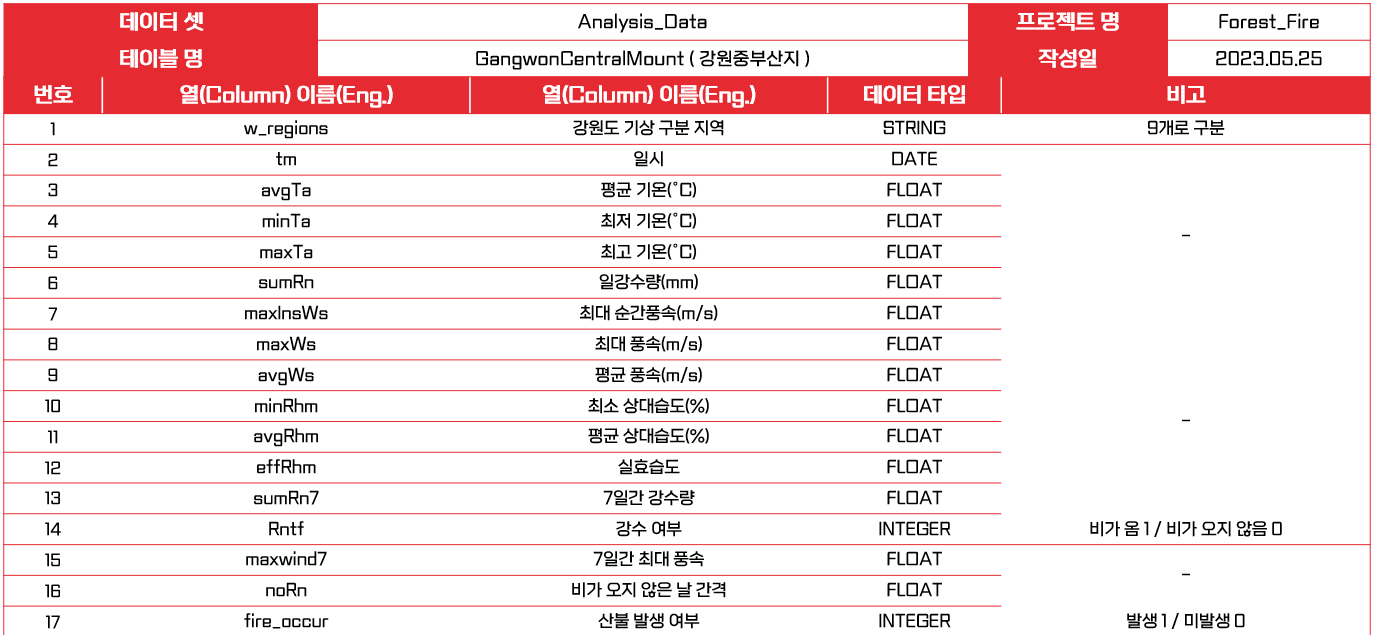 데이터 셋 Analysis_Data 프로젝트 명 Forest_Fire
테이블 명 GangwonCentralMount ( 강원중부산지 ) 작성일 2023.05.25
번호 열(Column) 이름(Eng.) 열(Column) 이름(Eng.) 데이터 타입 비고
1 w_regions 강원도 기상 구분 지역 STRING 9개로 구분
2 tm 일시 DATE
3 avgTa 평균 기온(°C) FLOAT
4 minTa 최저 기온(°C) FLOAT –
5 maxTa 최고 기온(°C) FLOAT
6 sumRn 일강수량(mm) FLOAT
7 maxInsWs 최대 순간풍속(m/s) FLOAT
8 maxWs 최대 풍속(m/s) FLOAT
9 avgWs 평균 풍속(m/s) FLOAT
10 minRhm 최소 상대습도(%) FLOAT –
11 avgRhm 평균 상대습도(%) FLOAT
12 effRhm 실효습도 FLOAT
13 sumRn7 7일간 강수량 FLOAT
14 Rntf 강수 여부 INTEGER 비가 옴 1 / 비가 오지 않음 0
15 maxwind7 7일간 최대 풍속 FLOAT –
16 noRn 비가 오지 않은 날 간격 FLOAT
17 fire_occur 산불 발생 여부 INTEGER 발생 1 / 미발생 0